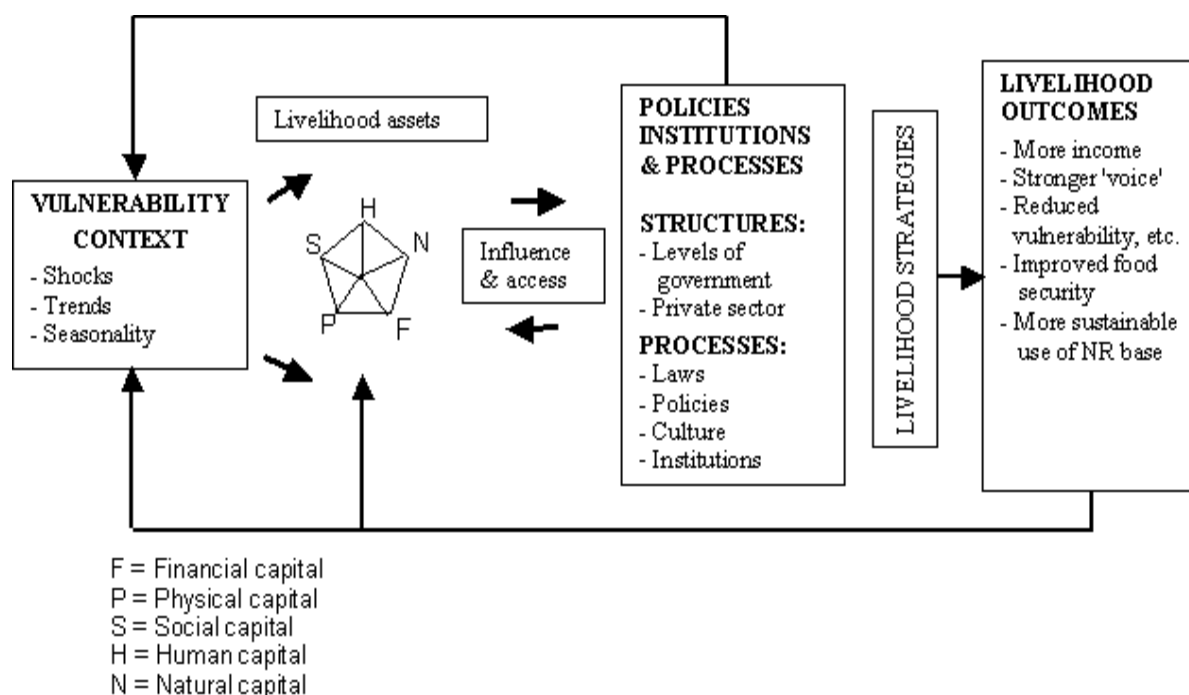 Livelihood assets
VULNERABILITY
CONTEXT
- Shocks
- Trends
- Seasonality
H
S
N
P
F
Influence
& access
POLICIES
INSTITUTIONS
& PROCESSES
STRUCTURES:
- Levels of
government
- Private sector
PROCESSES:
- Laws
- Policies
- Culture
- Institutions
LIVELIHOOD STRATEGIES
LIVELIHOOD
OUTCOMES
- More income
- Stronger 'voice'
- Reduced
vulnerability, etc.
- Improved food
security
- More sustainable
use of NR base
F = Financial capital
P = Physical capital
S = Social capital
H = Human capital
N = Natural capital